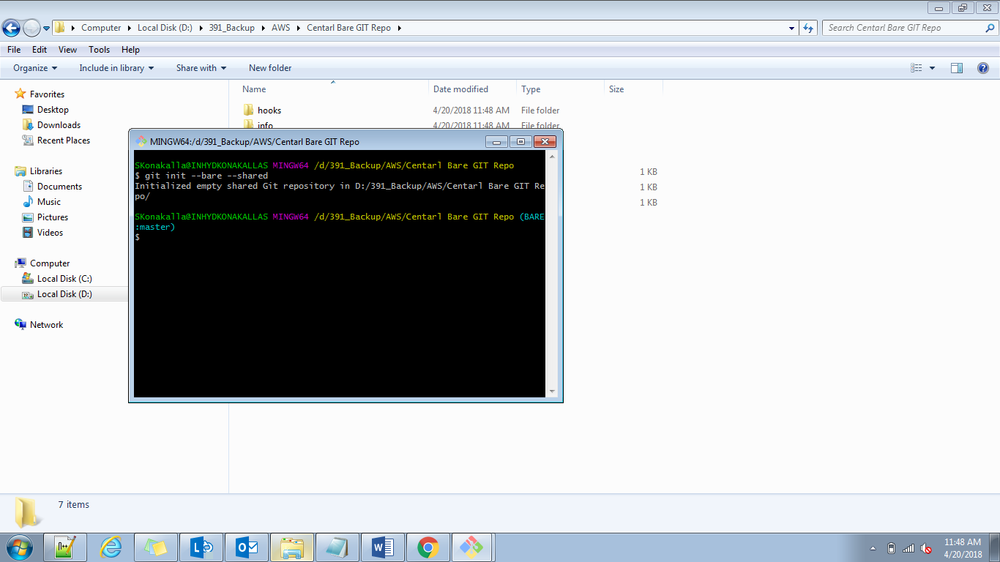 Computer Local Disk (D:) 391_Backup AWS Centarl Bare GIT Repo
Search Centarl Bare GIT Repo
File Edit View Tools Help
Organize Include in library Share with New folder
Name Date modified Type Size
Favorites
Desktop
Downloads
Recent Places
Libraries
Documents
Music
Pictures
Videos
Computer
Local Disk (C:)
Local Disk (D:)
Network
hooks 4/20/2018 11:48 AM File folder
info 4/20/2018 11:48 AM File folder
1 KB
1 KB
1 KB
MINGW64:/d/391_Backup/AWS/Centarl Bare GIT Repo
SKonakalla@INHYDKONAKALLAS MINGW64 /d/391_Backup/AWS/Centarl Bare GIT Repo
$ git init --bare --shared
Initialized empty shared Git repository in D:/391_Backup/AWS/Centarl Bare GIT Re
po/
SKonakalla@INHYDKONAKALLAS MINGW64 /d/391_Backup/AWS/Centarl Bare GIT Repo (BARE
:master)
$
7 items
11:48 AM
4/20/2018